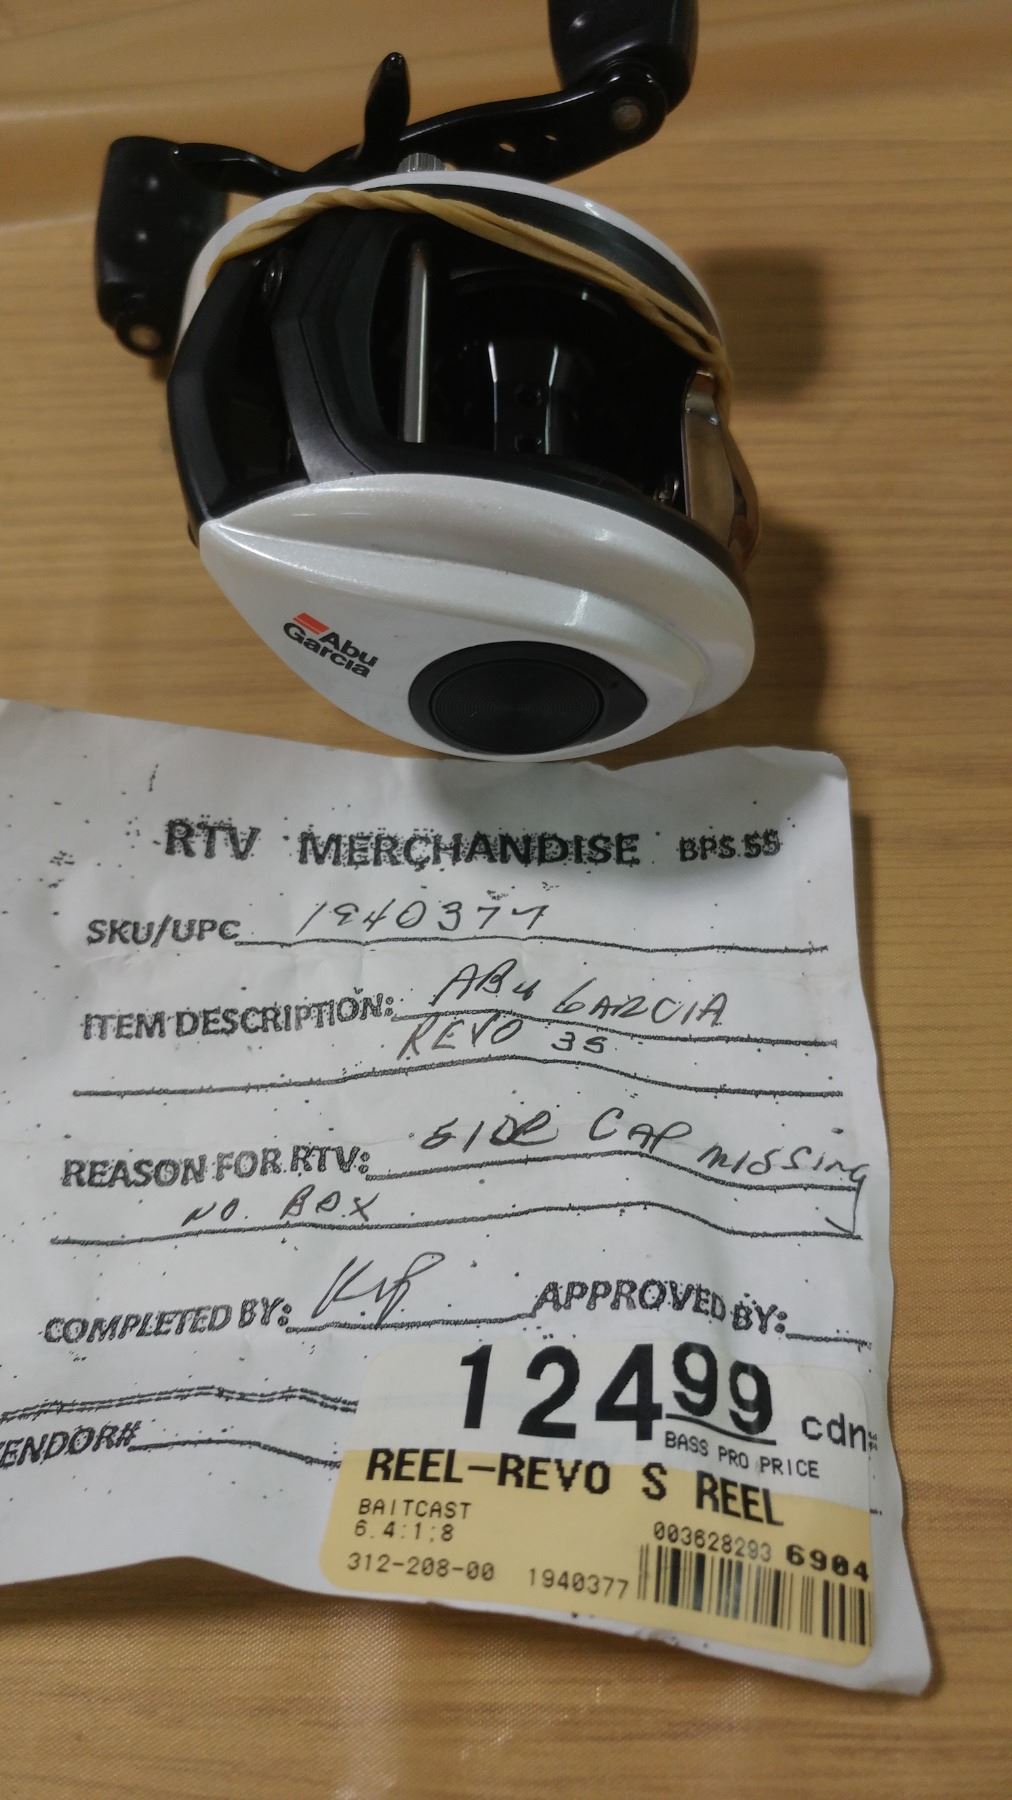 Abu
Garcia
RTV MERCHANDISE BPS.55
SKU/UPC 1940377
ITEM DESCRIPTION: ABU GARCIA
REVO 3S
REASON FOR RTV: SIDE CAP MISSING
NO. BOX
COMPLETED BY: APPROVED BY:
VENDOR#
124.99 cdn
BASS PRO PRICE
REEL-REVO S REEL
BAITCAST
6.4:1;8
003628293 6904
312-208-00 1940377